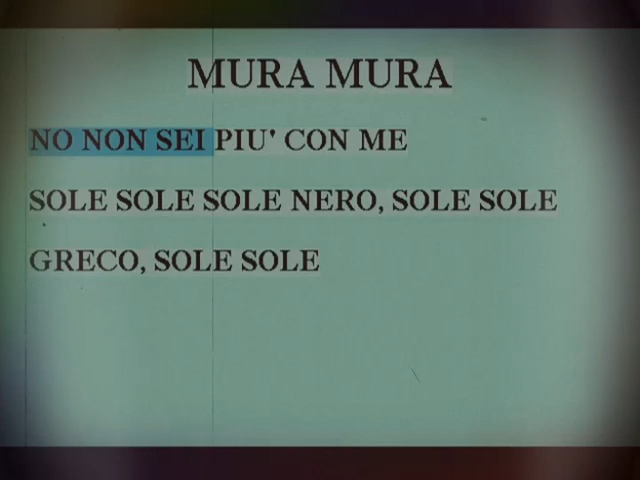 MURA MURA
NO NON SEI PIU' CON ME
SOLE SOLE SOLE NERO, SOLE SOLE
GRECO, SOLE SOLE